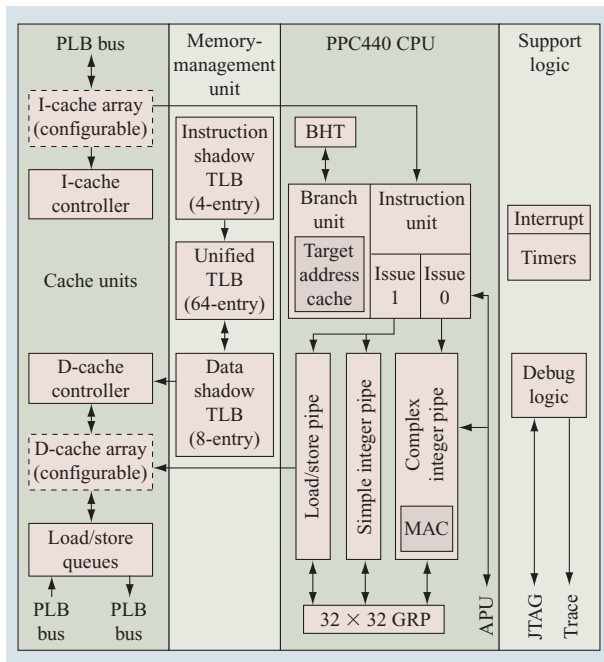 PLB bus
I-cache array
(configurable)
I-cache
controller
Cache units
D-cache
controller
D-cache array
(configurable)
Load/store
queues
PLB
bus
PLB
bus
Memory-
management
unit
Instruction
shadow
TLB
(4-entry)
Unified
TLB
(64-entry)
Data
shadow
TLB
(8-entry)
PPC440 CPU
BHT
Branch
unit
Target
address
cache
Instruction
unit
Issue
1
Issue
0
Load/store pipe
Simple integer pipe
Complex
integer pipe
MAC
32 × 32 GRP
APU
Support
logic
Interrupt
Timers
Debug
logic
JTAG
Trace